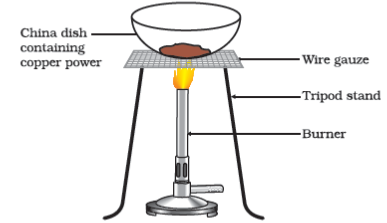 China dish
containing
copper power
Wire gauze
Tripod stand
Burner